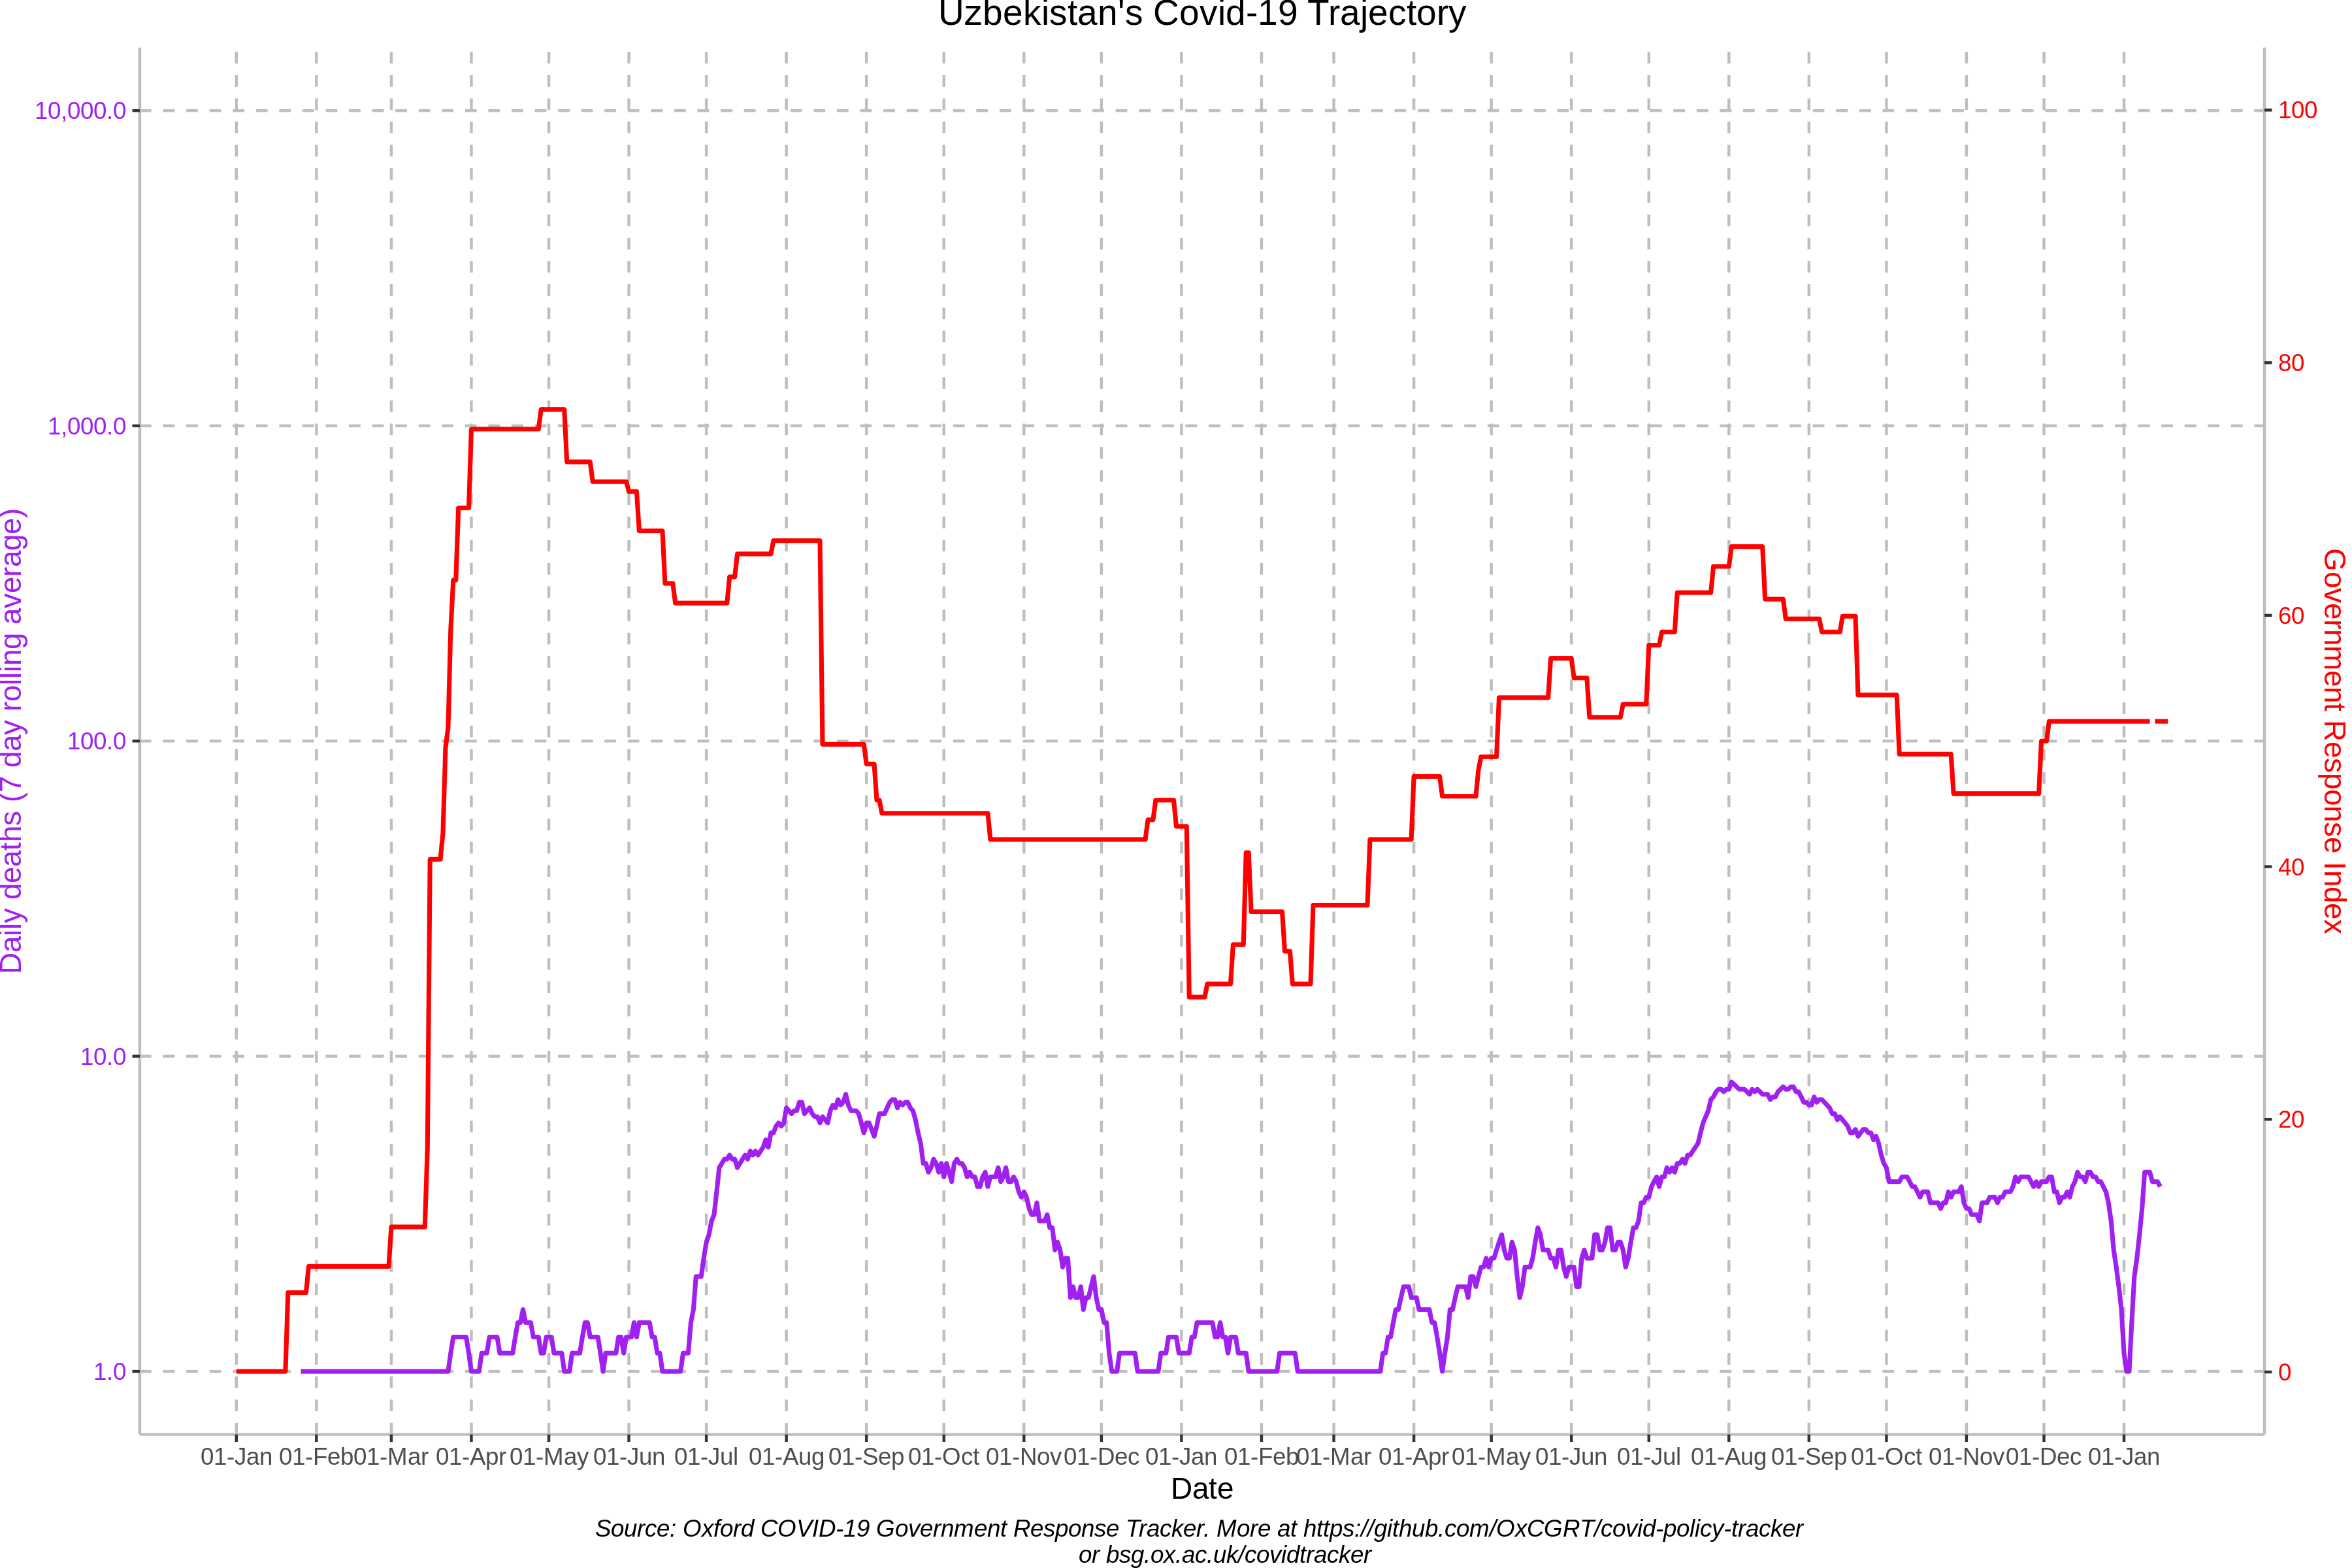 Uzbekistan's Covid-19 Trajectory
10,000.0
1,000.0
100.0
10.0
1.0
Daily deaths (7 day rolling average)
100
80
60
40
20
0
Government Response Index
01-Jan 01-Feb 01-Mar 01-Apr 01-May 01-Jun 01-Jul 01-Aug 01-Sep 01-Oct 01-Nov 01-Dec 01-Jan 01-Feb 01-Mar 01-Apr 01-May 01-Jun 01-Jul 01-Aug 01-Sep 01-Oct 01-Nov 01-Dec 01-Jan
Date
Source: Oxford COVID-19 Government Response Tracker. More at https://github.com/OxCGRT/covid-policy-tracker
or bsg.ox.ac.uk/covidtracker